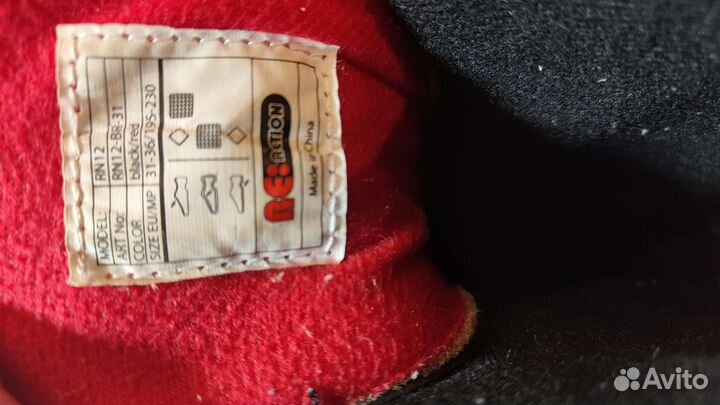 MODEL: RN12
ART No: RN12-BR-31
COLOR black/red
SIZE EU/MP 31-36/195-230
RE:ACTION
Made in China
Avito